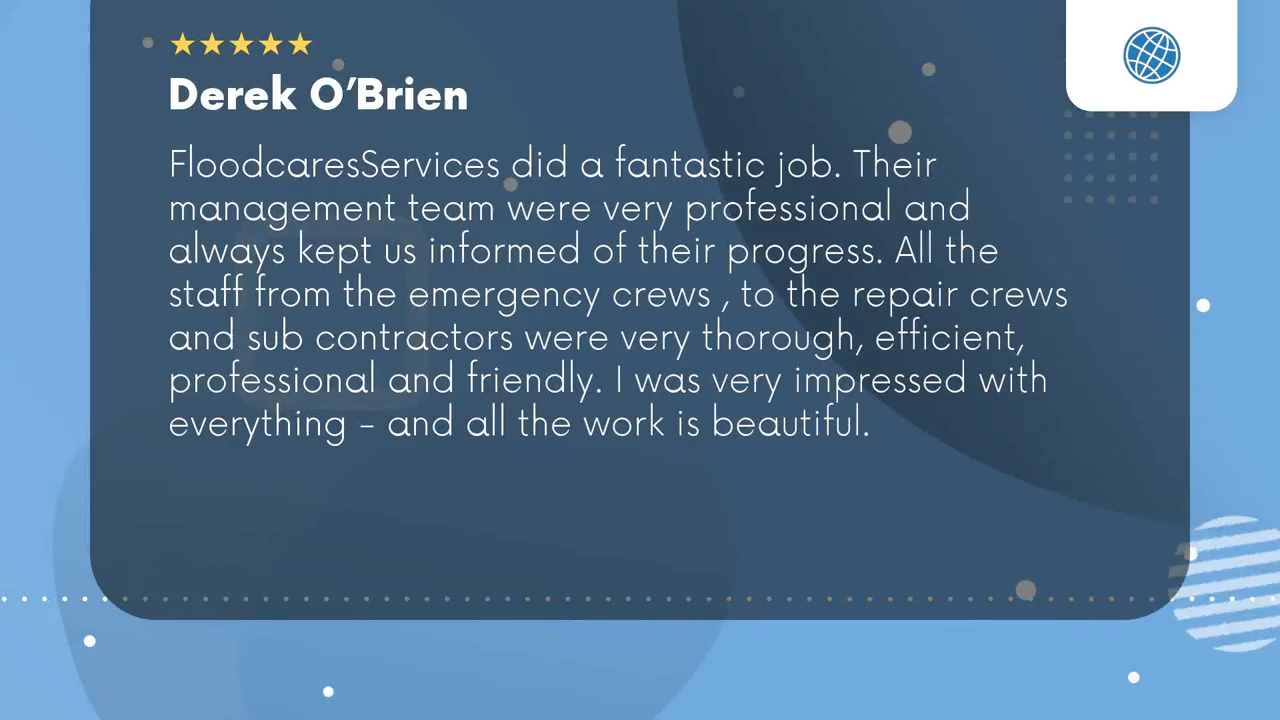 Derek O'Brien
FloodcaresServices did a fantastic job. Their
management team were very professional and
always kept us informed of their progress. All the
staff from the emergency crews , to the repair crews
and sub contractors were very thorough, efficient,
professional and friendly. I was very impressed with
everything – and all the work is beautiful.